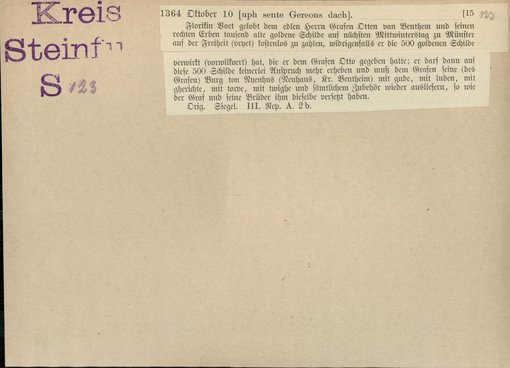 Kreis
Steinfu
S 123
1364 Oktober 10 [uph sente Gereons dach]. [15 123
Florikin Voet gelobt dem edlen Herrn Grafen Otten van Benthem und seinen
rechten Erben tausend alte goldene Schilde auf nächsten Mittwinterstag zu Münster
auf der Freiheit (vryet) kostenlos zu zahlen, widrigenfalls er die 500 goldenen Schilde
verwirkt (vorwilkoert) hat, die er dem Grafen Otto gegeben hatte; er darf dann auf
diese 500 Schilde keinerlei Anspruch mehr erheben und muß dem Grafen seine (des
Grafen) Burg ton Nyenhus (Neuhaus, Kr. Bentheim) mit gude, mit luden, mit
gherichte, mit torve, mit twighe und sämtlichem Zubehör wieder ausliefern, so wie
der Graf und seine Brüder ihm dieselbe versetzt haben.
Orig. Siegel. III. Rep. A. 2b.